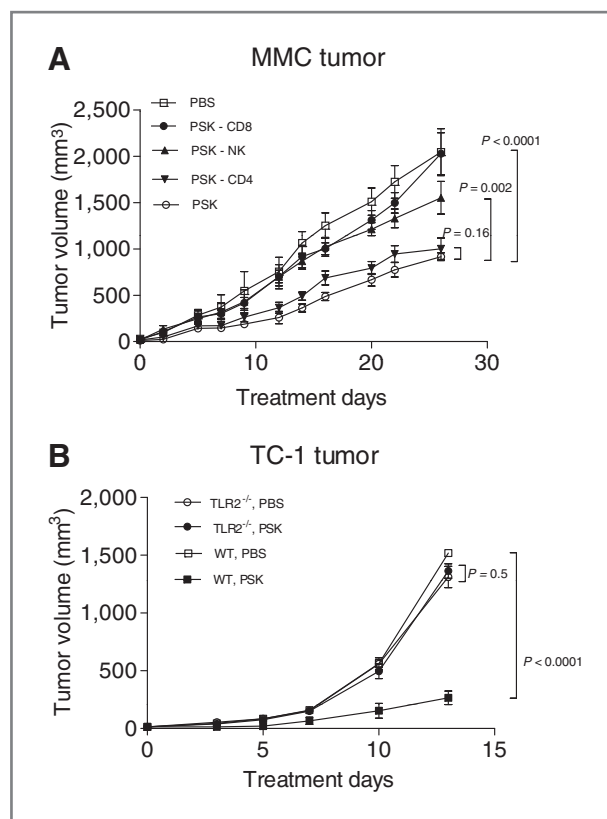 A
MMC tumor
Tumor volume (mm³)
2,500
2,000
1,500
1,000
500
0
PBS
PSK - CD8
PSK - NK
PSK - CD4
PSK
P < 0.0001
P = 0.002
P = 0.16
0
10
20
30
Treatment days
B
TC-1 tumor
Tumor volume (mm³)
2,000
1,500
1,000
500
0
TLR2⁻/⁻, PBS
TLR2⁻/⁻, PSK
WT, PBS
WT, PSK
P = 0.5
P < 0.0001
0
5
10
15
Treatment days